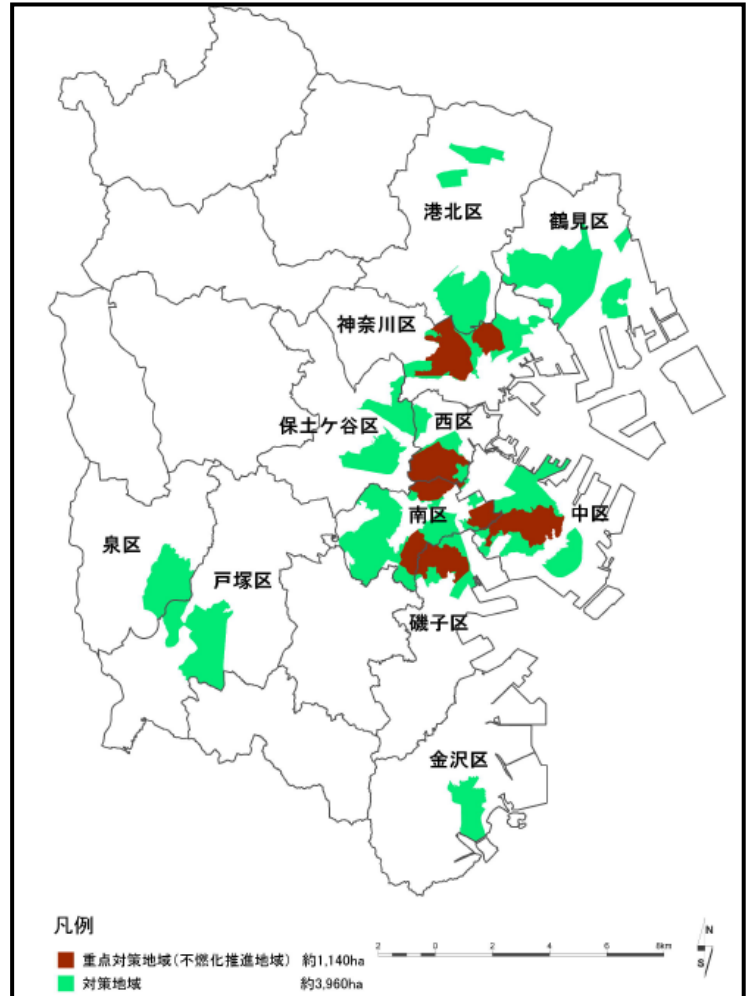 港北区
鶴見区
神奈川区
保土ケ谷区
西区
南区
中区
泉区
戸塚区
磯子区
金沢区
凡例
重点対策地域(不燃化推進地域) 約1,140ha
対策地域 約3,960ha
2 0 2 4 6 8km
N
S